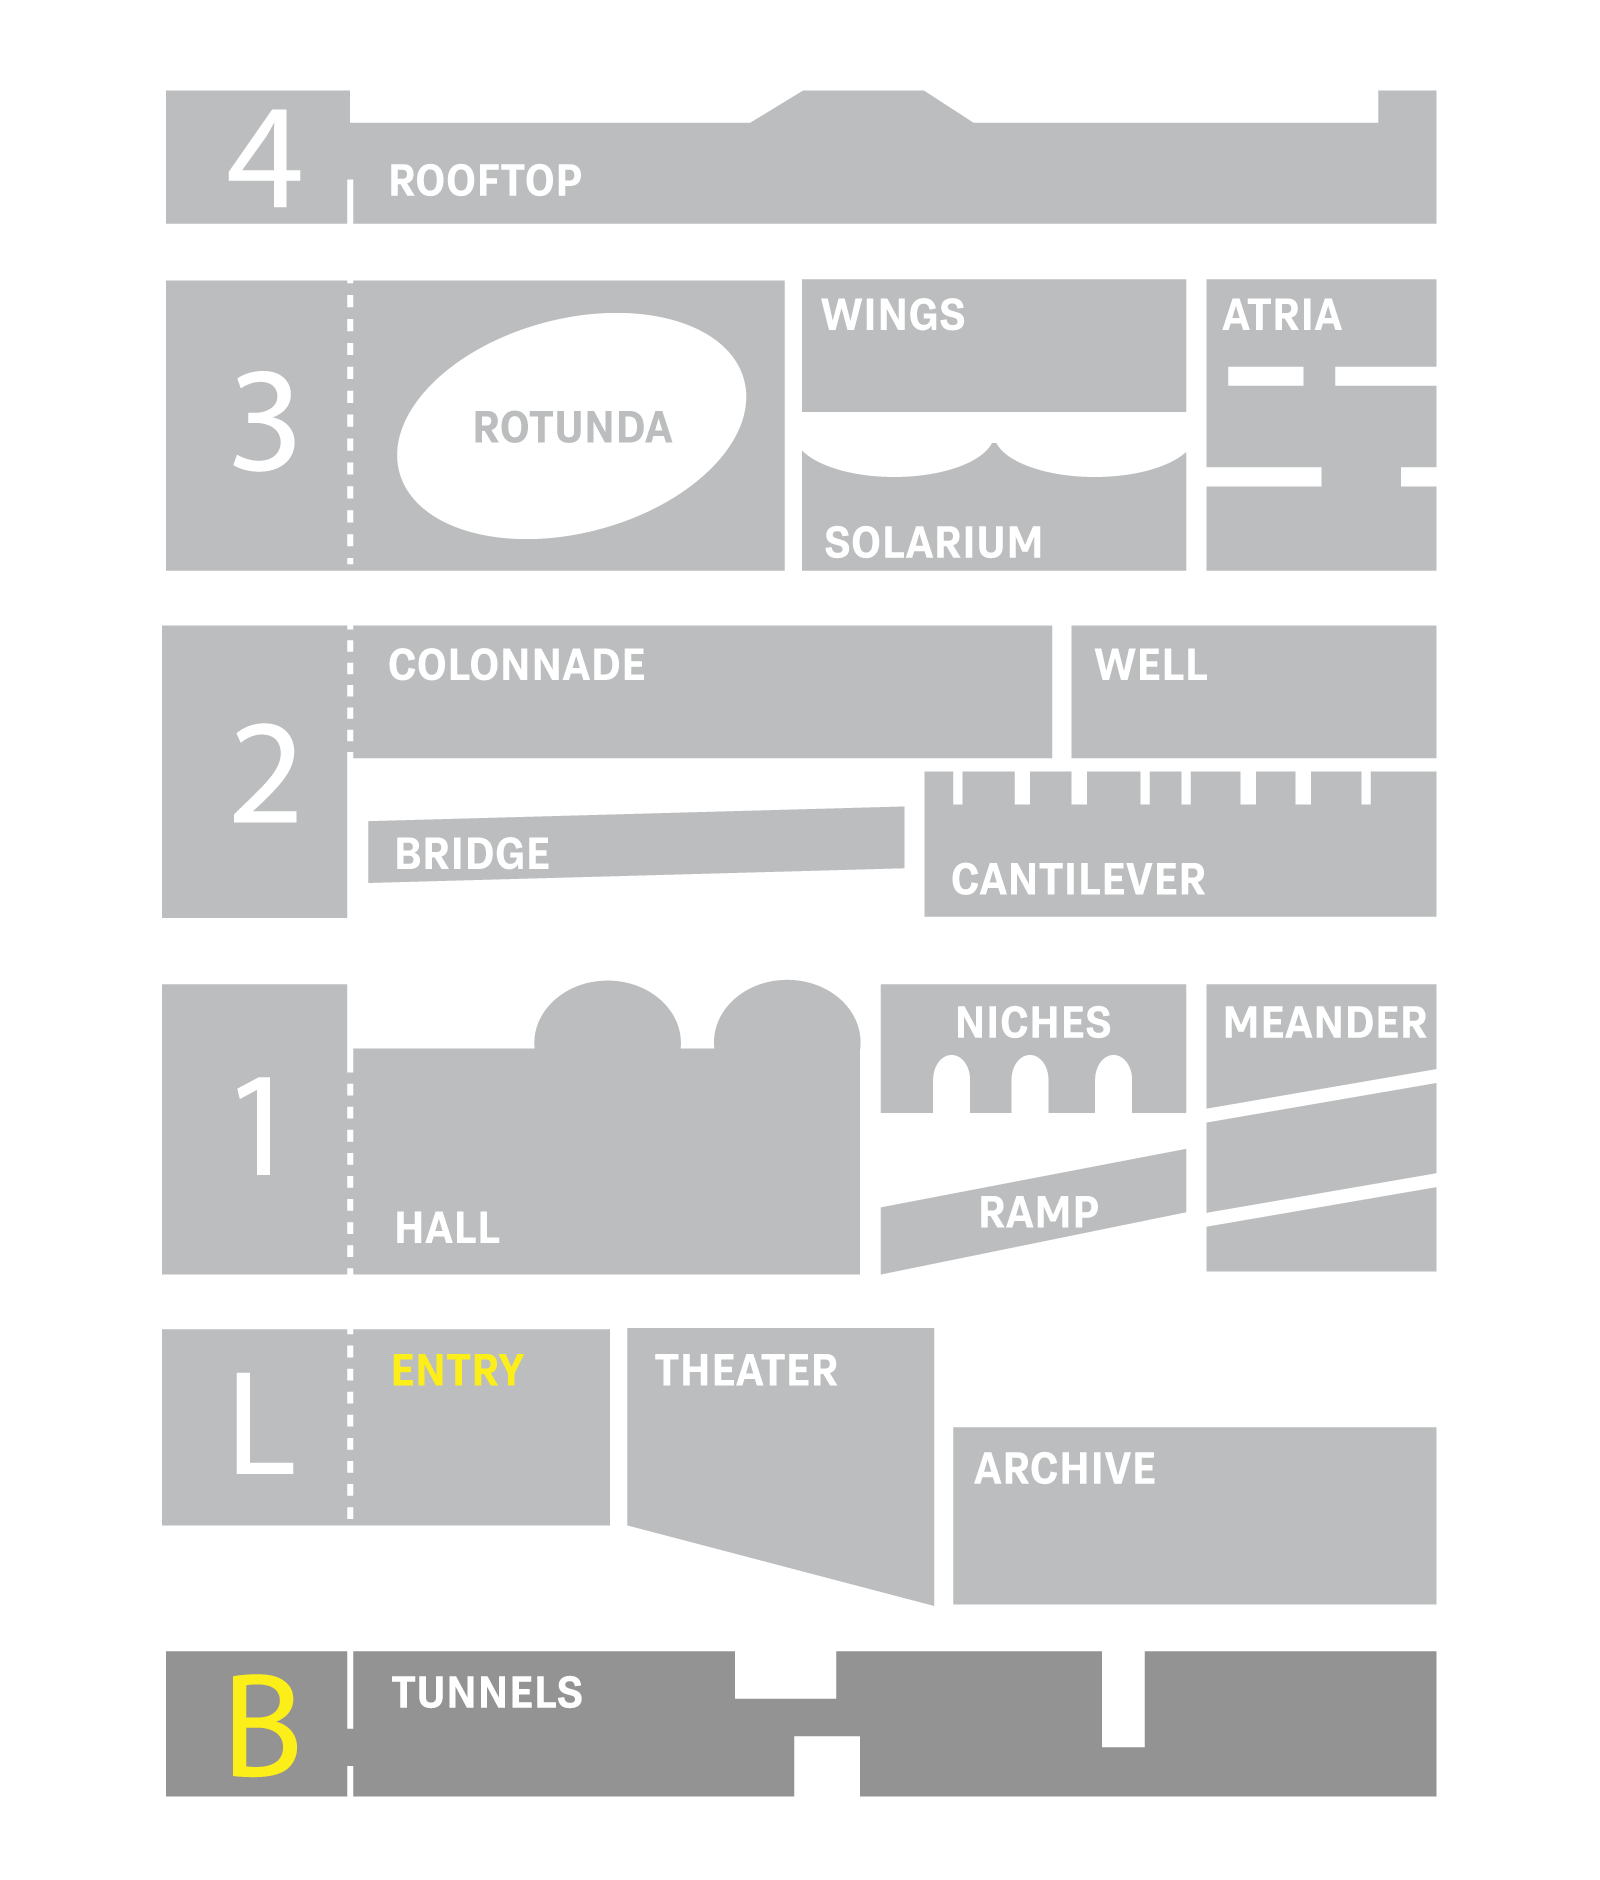 4
ROOFTOP
3
ROTUNDA
WINGS
SOLARIUM
ATRIA
2
COLONNADE
WELL
BRIDGE
CANTILEVER
1
HALL
NICHES
RAMP
MEANDER
L
ENTRY
THEATER
ARCHIVE
B
TUNNELS